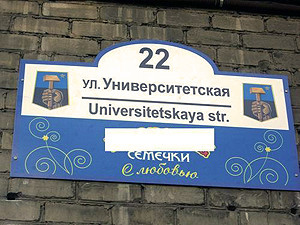 22
ул. Университетская
Universitetskaya str.
СЕМЕЧКИ
С любовью